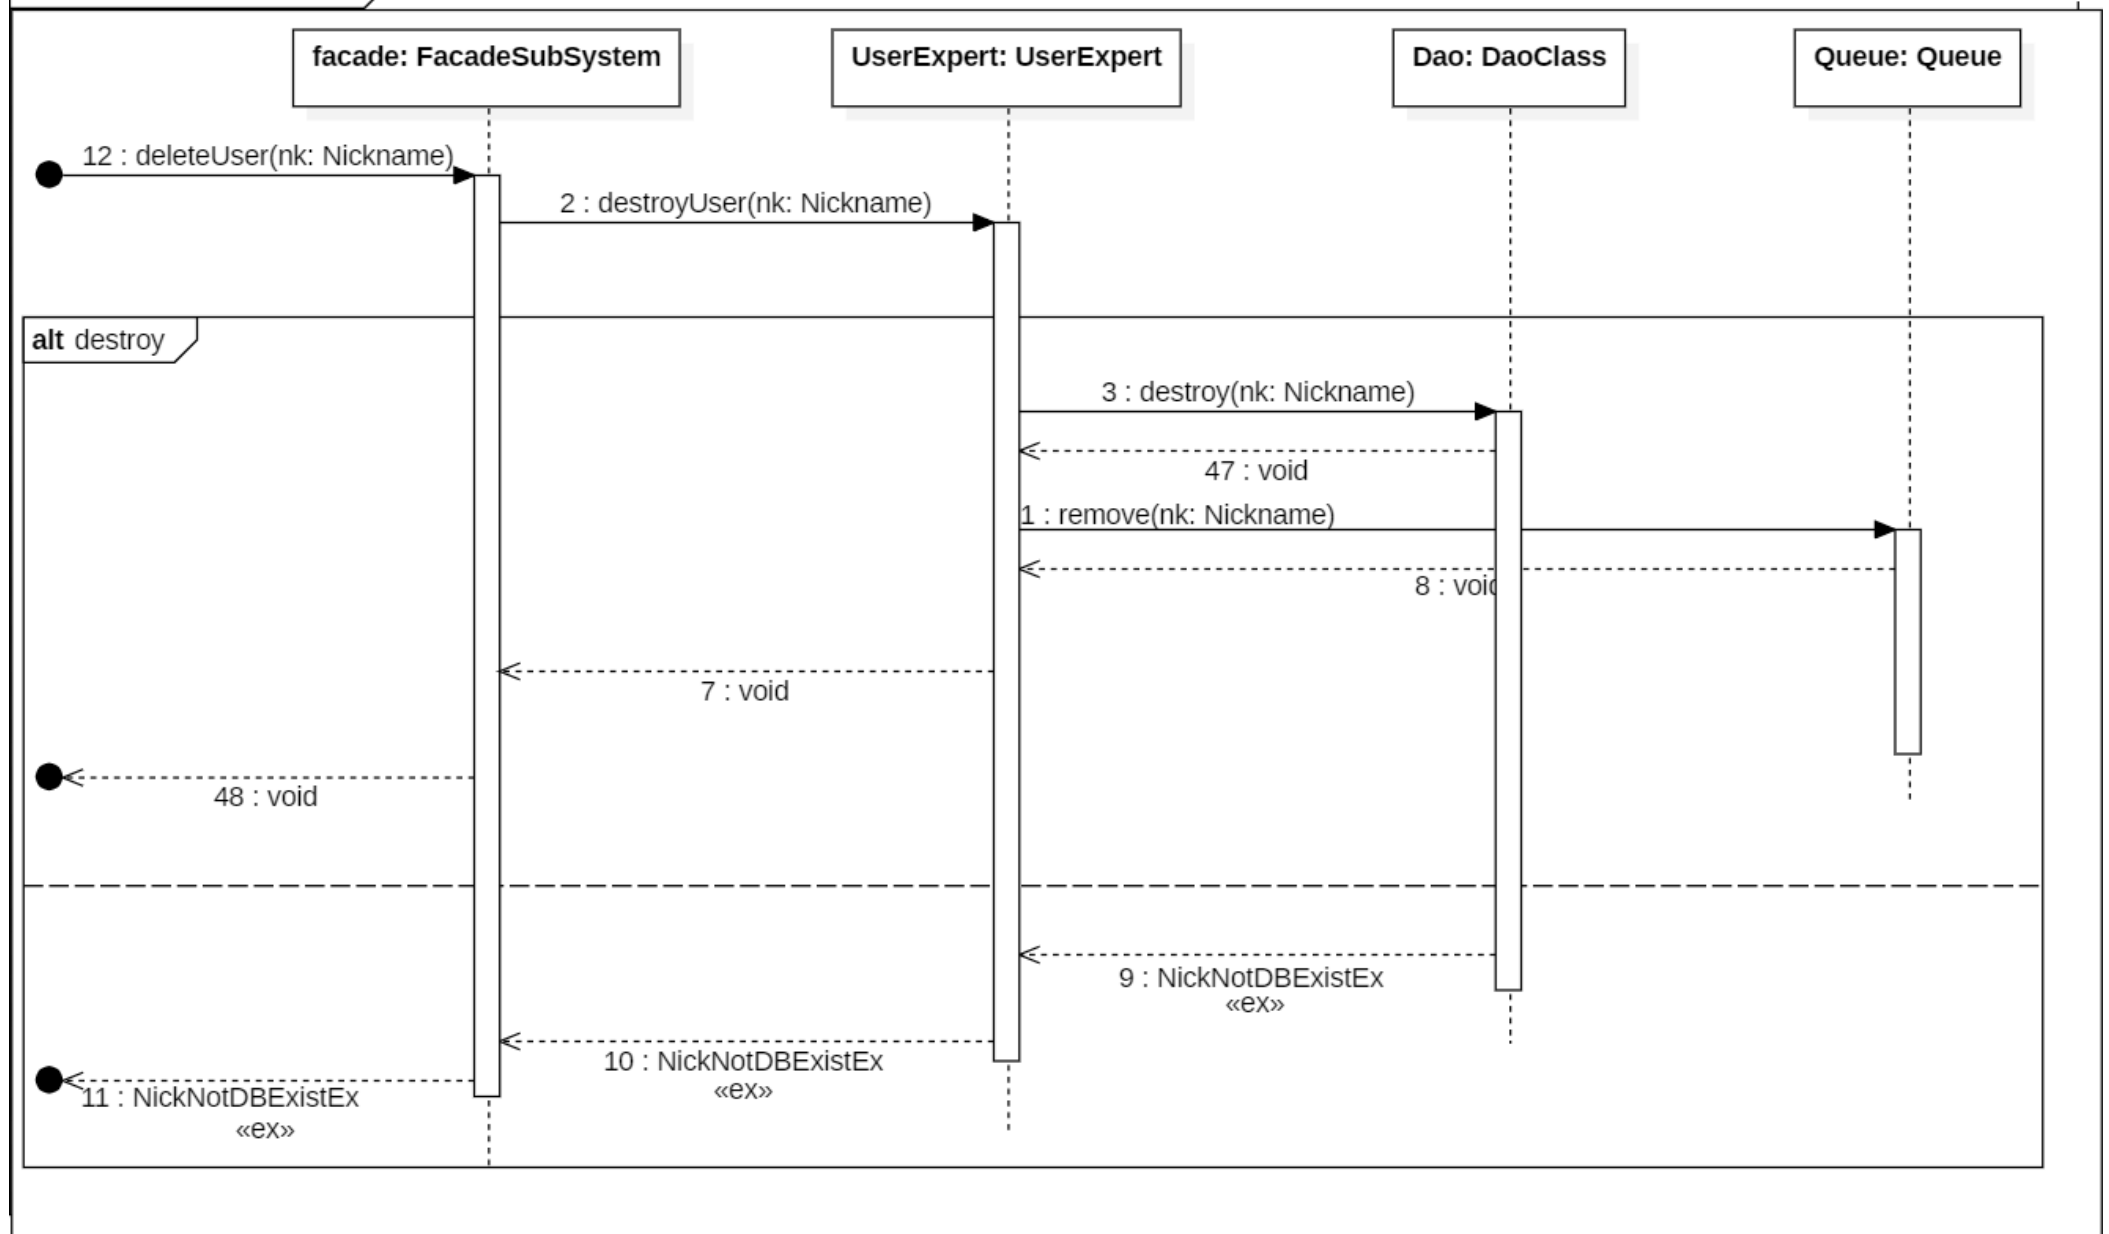 facade: FacadeSubSystem
UserExpert: UserExpert
Dao: DaoClass
Queue: Queue
12 : deleteUser(nk: Nickname)
2 : destroyUser(nk: Nickname)
alt destroy
3 : destroy(nk: Nickname)
47 : void
1 : remove(nk: Nickname)
8 : void
7 : void
48 : void
9 : NickNotDBExistEx
«ex»
10 : NickNotDBExistEx
«ex»
11 : NickNotDBExistEx
«ex»